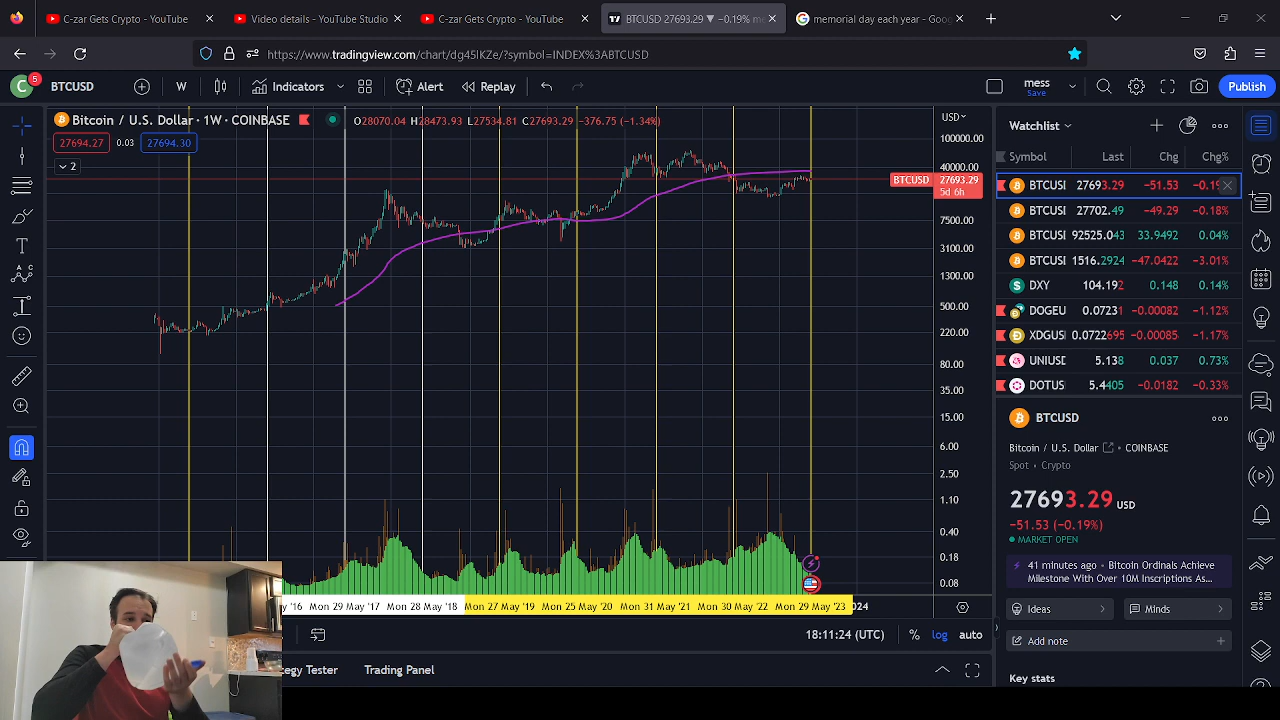 C-zar Gets Crypto - YouTube
Video details - YouTube Studio
C-zar Gets Crypto - YouTube
BTCUSD 27693.29 ▼ −0.19% me
memorial day each year - Goo
https://www.tradingview.com/chart/dg45lKZe/?symbol=INDEX%3ABTCUSD
C 5 BTCUSD W Indicators Alert Replay mess Save Publish
Bitcoin / U.S. Dollar · 1W · COINBASE O28070.04 H28473.93 L27534.81 C27693.29 −376.75 (−1.34%)
27694.27 0.03 27694.30
2
USD
100000.00
40000.00
BTCUSD 27693.29
5d 6h
7500.00
3100.00
1300.00
500.00
220.00
80.00
35.00
15.00
6.00
2.50
1.10
0.40
0.18
0.08
y '16 Mon 29 May '17 Mon 28 May '18 Mon 27 May '19 Mon 25 May '20 Mon 31 May '21 Mon 30 May '22 Mon 29 May '23 2024
18:11:24 (UTC) % log auto
tegy Tester Trading Panel
Watchlist
Symbol Last Chg Chg%
BTCUSI 27693.29 −51.53 −0.19
BTCUSI 27702.49 −49.29 −0.18%
BTCUSI 92525.043 33.9492 0.04%
BTCUSI 1516.2924 −47.0422 −3.01%
DXY 104.192 0.148 0.14%
DOGEU 0.07231 −0.00082 −1.12%
XDGUS 0.0722695 −0.00085 −1.17%
UNIUSE 5.138 0.037 0.73%
DOTUS 5.4405 −0.0182 −0.33%
BTCUSD
Bitcoin / U.S. Dollar · COINBASE
Spot · Crypto
27693.29 USD
−51.53 (−0.19%)
MARKET OPEN
41 minutes ago · Bitcoin Ordinals Achieve
Milestone With Over 10M Inscriptions As...
Ideas Minds
Add note
Key stats